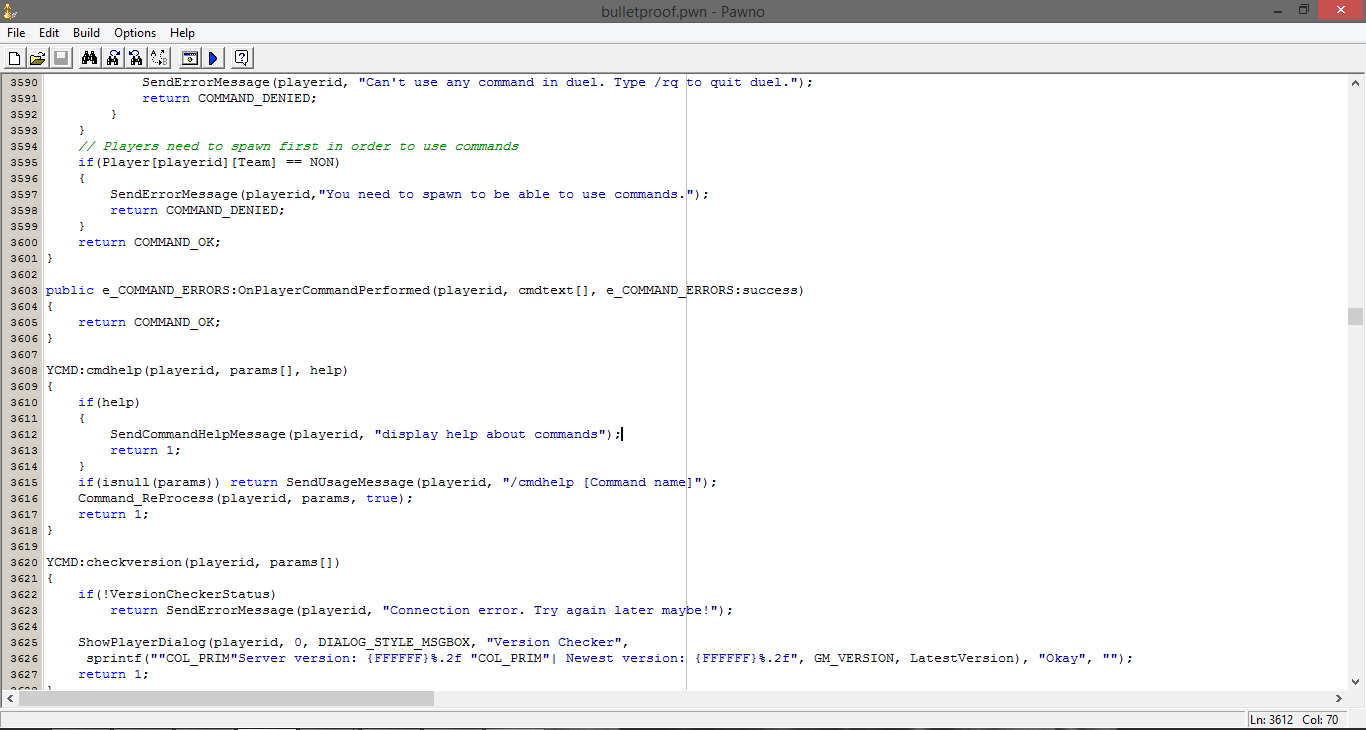 bulletproof.pwn - Pawno
File Edit Build Options Help
3590 SendErrorMessage(playerid, "Can't use any command in duel. Type /rq to quit duel.");
3591 return COMMAND_DENIED;
3592 }
3593 }
3594 // Players need to spawn first in order to use commands
3595 if(Player[playerid][Team] == NON)
3596 {
3597 SendErrorMessage(playerid,"You need to spawn to be able to use commands.");
3598 return COMMAND_DENIED;
3599 }
3600 return COMMAND_OK;
3601 }
3602
3603 public e_COMMAND_ERRORS:OnPlayerCommandPerformed(playerid, cmdtext[], e_COMMAND_ERRORS:success)
3604 {
3605 return COMMAND_OK;
3606 }
3607
3608 YCMD:cmdhelp(playerid, params[], help)
3609 {
3610 if(help)
3611 {
3612 SendCommandHelpMessage(playerid, "display help about commands");
3613 return 1;
3614 }
3615 if(isnull(params)) return SendUsageMessage(playerid, "/cmdhelp [Command name]");
3616 Command_ReProcess(playerid, params, true);
3617 return 1;
3618 }
3619
3620 YCMD:checkversion(playerid, params[])
3621 {
3622 if(!VersionCheckerStatus)
3623 return SendErrorMessage(playerid, "Connection error. Try again later maybe!");
3624
3625 ShowPlayerDialog(playerid, 0, DIALOG_STYLE_MSGBOX, "Version Checker",
3626 sprintf(""COL_PRIM"Server version: {FFFFFF}%.2f "COL_PRIM"| Newest version: {FFFFFF}%.2f", GM_VERSION, LatestVersion), "Okay", "");
3627 return 1;
Ln: 3612 Col: 70